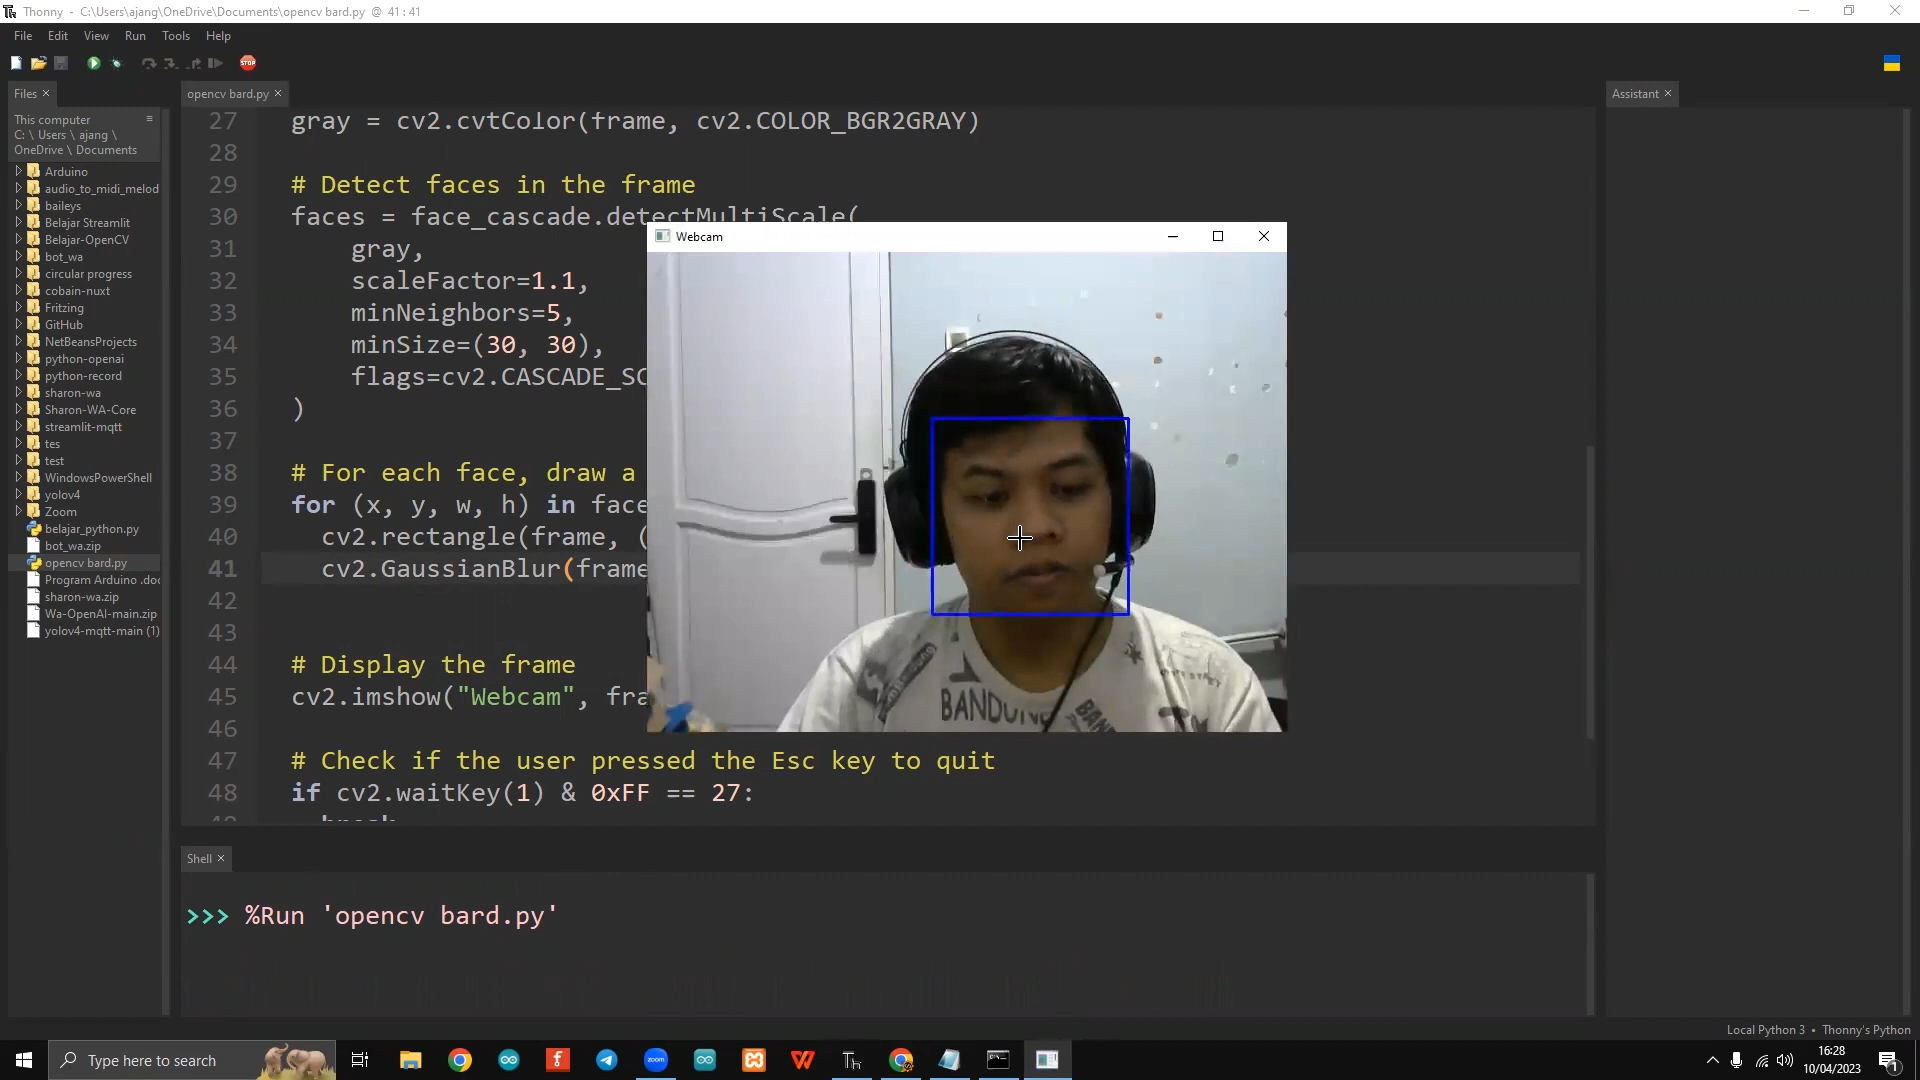 Thonny - C:\Users\ajang\OneDrive\Documents\opencv bard.py @ 41 : 41
File Edit View Run Tools Help
STOP
Files
opencv bard.py
Assistant
This computer
C: \ Users \ ajang \
OneDrive \ Documents
Arduino
audio_to_midi_melod
baileys
Belajar Streamlit
Belajar-OpenCV
bot_wa
circular progress
cobain-nuxt
Fritzing
GitHub
NetBeansProjects
python-openai
python-record
sharon-wa
Sharon-WA-Core
streamlit-mqtt
tes
test
WindowsPowerShell
yolov4
Zoom
belajar_python.py
bot_wa.zip
opencv bard.py
Program Arduino .doc
sharon-wa.zip
Wa-OpenAI-main.zip
yolov4-mqtt-main (1)
27 gray = cv2.cvtColor(frame, cv2.COLOR_BGR2GRAY)
28
29 # Detect faces in the frame
30 faces = face_cascade.detectMultiScale(
31 gray,
32 scaleFactor=1.1,
33 minNeighbors=5,
34 minSize=(30, 30),
35 flags=cv2.CASCADE_SC
36 )
37
38 # For each face, draw a
39 for (x, y, w, h) in face
40 cv2.rectangle(frame, (
41 cv2.GaussianBlur(frame
42
43
44 # Display the frame
45 cv2.imshow("Webcam", fra
46
47 # Check if the user pressed the Esc key to quit
48 if cv2.waitKey(1) & 0xFF == 27:
49 break
Webcam
BANDUNG
Shell
>>> %Run 'opencv bard.py'
Local Python 3 • Thonny's Python
Type here to search
zoom
16:28
10/04/2023
1